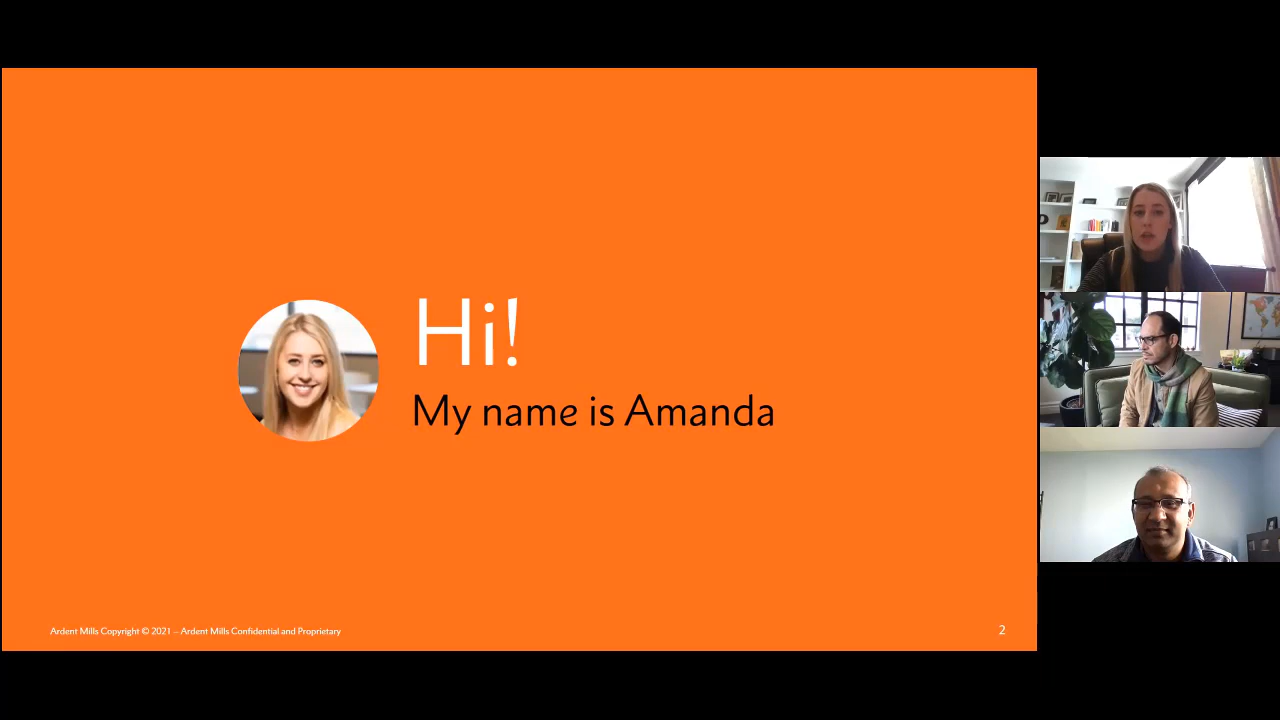 Hi!
My name is Amanda
Ardent Mills Copyright © 2021 – Ardent Mills Confidential and Proprietary
2